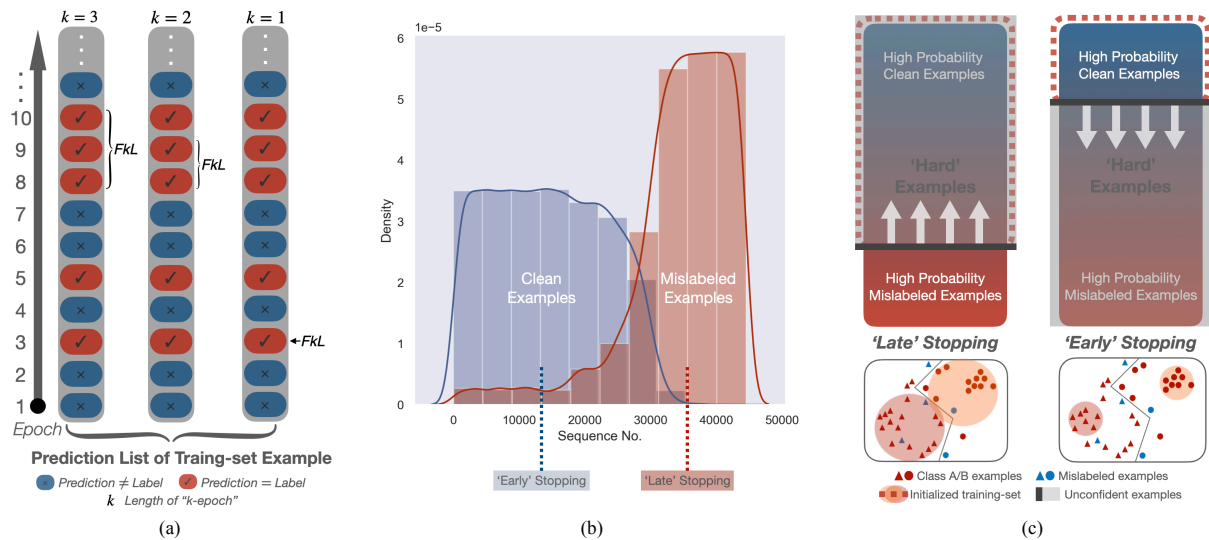 k = 3
k = 2
k = 1
10
9
8
7
6
5
4
3
2
1
Epoch
✓
×
FkL
FkL
FkL
Prediction List of Traing-set Example
Prediction ≠ Label
Prediction = Label
k Length of “k-epoch”
(a)
1e−5
6
5
4
3
2
1
0
Density
Clean
Examples
Mislabeled
Examples
0
10000
20000
30000
40000
50000
Sequence No.
‘Early’ Stopping
‘Late’ Stopping
(b)
High Probability
Clean Examples
‘Hard’
Examples
High Probability
Mislabeled Examples
‘Late’ Stopping
High Probability
Clean Examples
‘Hard’
Examples
High Probability
Mislabeled Examples
‘Early’ Stopping
Class A/B examples
Mislabeled examples
Initialized training-set
Unconfident examples
(c)